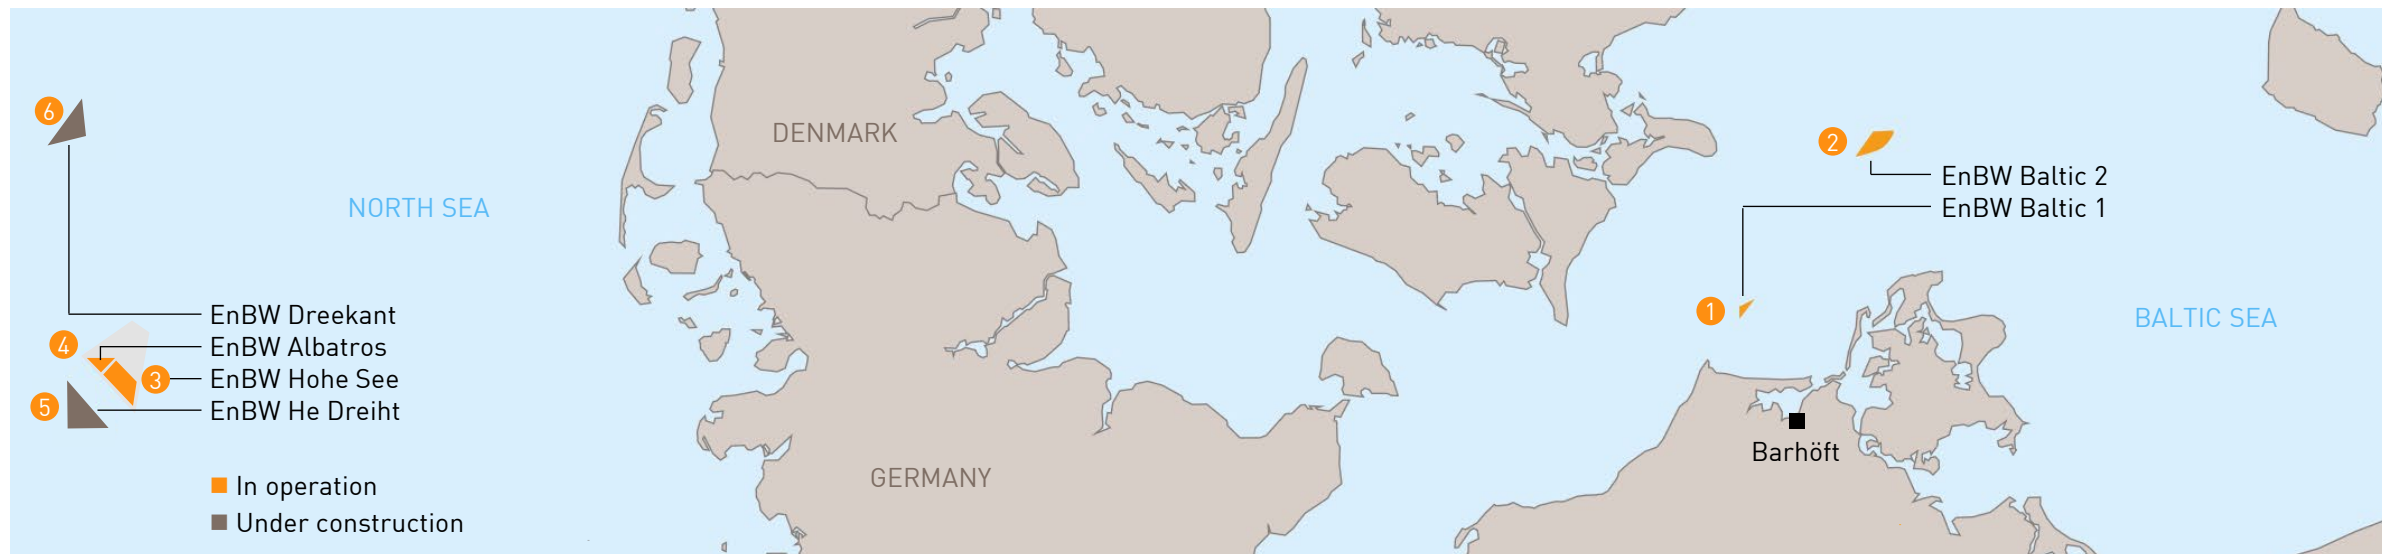 6
DENMARK
2
EnBW Baltic 2
EnBW Baltic 1
NORTH SEA
1
BALTIC SEA
EnBW Dreekant
4
EnBW Albatros
3
EnBW Hohe See
5
EnBW He Dreiht
Barhöft
GERMANY
In operation
Under construction